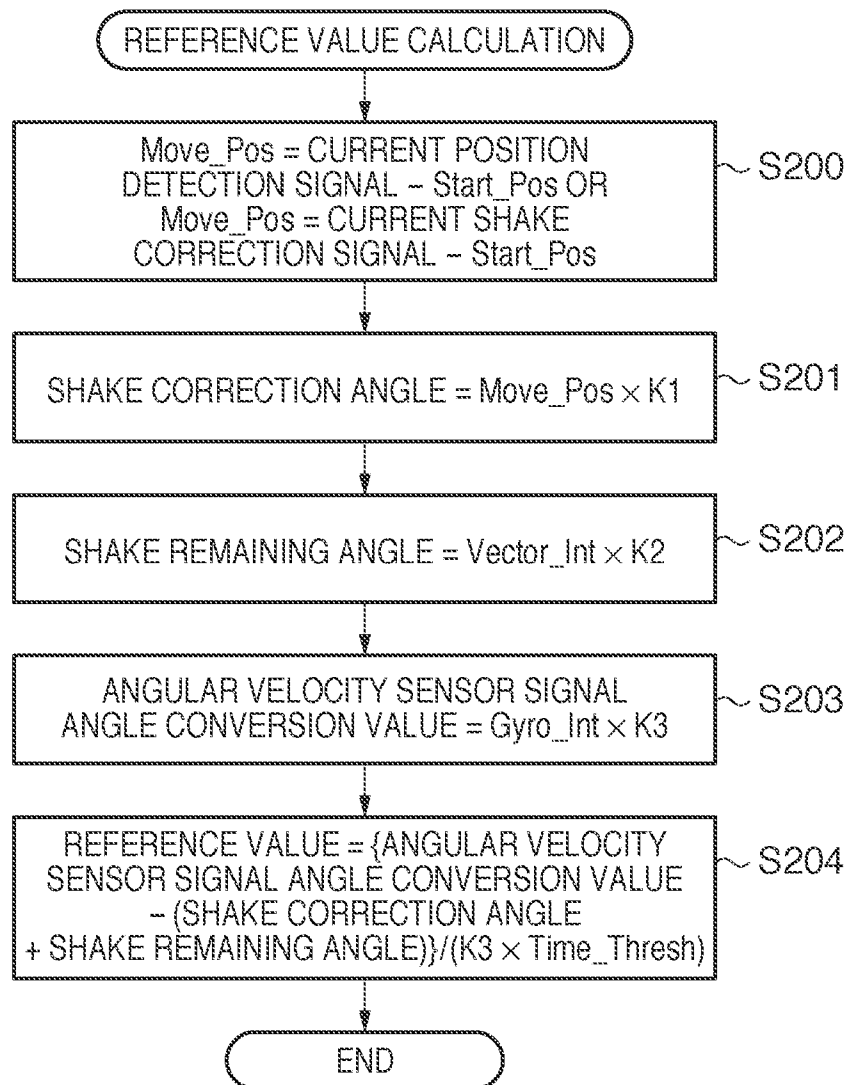 REFERENCE VALUE CALCULATION
Move_Pos = CURRENT POSITION
DETECTION SIGNAL – Start_Pos OR
Move_Pos = CURRENT SHAKE
CORRECTION SIGNAL – Start_Pos
S200
SHAKE CORRECTION ANGLE = Move_Pos × K1
S201
SHAKE REMAINING ANGLE = Vector_Int × K2
S202
ANGULAR VELOCITY SENSOR SIGNAL
ANGLE CONVERSION VALUE = Gyro_Int × K3
S203
REFERENCE VALUE = {ANGULAR VELOCITY
SENSOR SIGNAL ANGLE CONVERSION VALUE
– (SHAKE CORRECTION ANGLE
+ SHAKE REMAINING ANGLE)}/(K3 × Time_Thresh)
S204
END